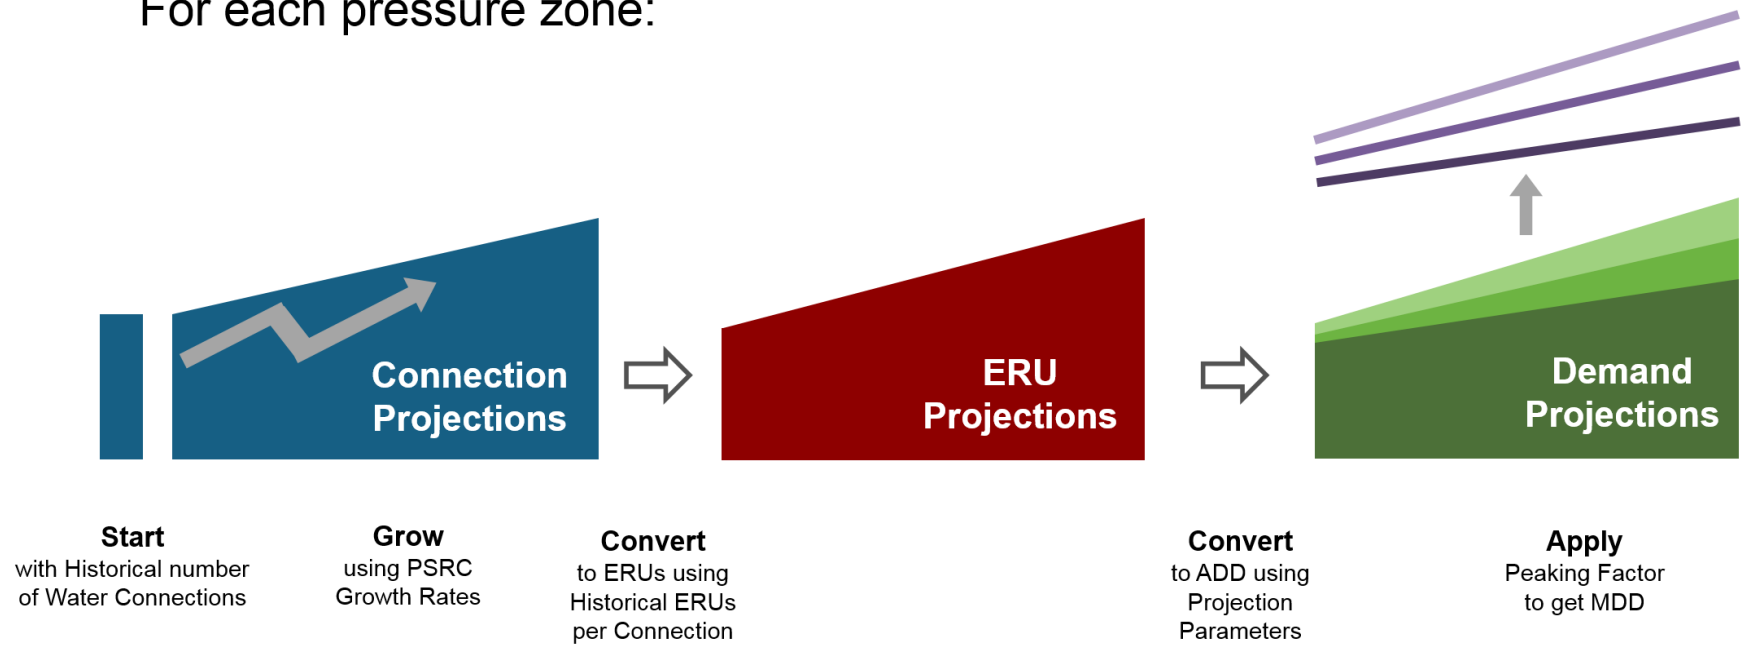 For each pressure zone:
Connection
Projections
ERU
Projections
Demand
Projections
Start
with Historical number
of Water Connections
Grow
using PSRC
Growth Rates
Convert
to ERUs using
Historical ERUs
per Connection
Convert
to ADD using
Projection
Parameters
Apply
Peaking Factor
to get MDD